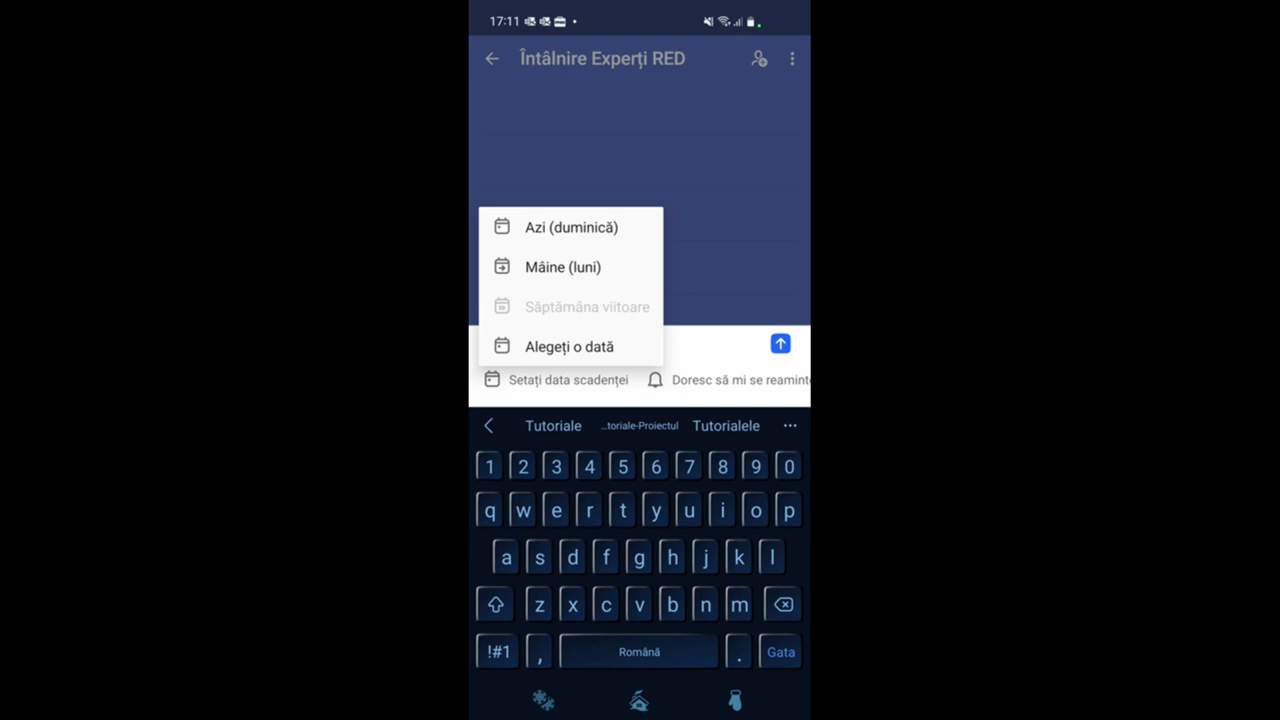 17:11
Întâlnire Experți RED
Azi (duminică)
Mâine (luni)
Săptămâna viitoare
Alegeți o dată
Setați data scadenței Doresc să mi se reaminte
Tutoriale ...toriale-Proiectul Tutorialele ...
1 2 3 4 5 6 7 8 9 0
q w e r t y u i o p
a s d f g h j k l
z x c v b n m
!#1 , Română . Gata